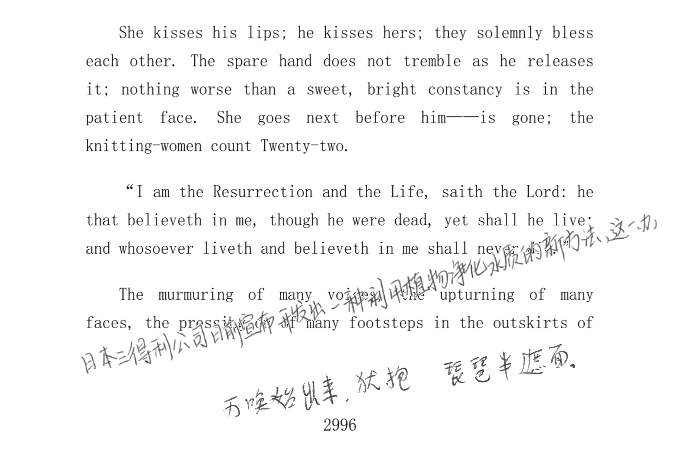 She kisses his lips; he kisses hers; they solemnly bless
each other. The spare hand does not tremble as he releases
it; nothing worse than a sweet, bright constancy is in the
patient face. She goes next before him——is gone; the
knitting-women count Twenty-two.
“I am the Resurrection and the Life, saith the Lord: he
that believeth in me, though he were dead, yet shall he live:
and whosoever liveth and believeth in me shall never
The murmuring of many the upturning of many
faces, the of many footsteps in the outskirts of
日本三得利公司日前宣布开发出一种利用植物净化水质的新方法,这一办
万唤始出来,犹抱 琵琶半遮面。
2996